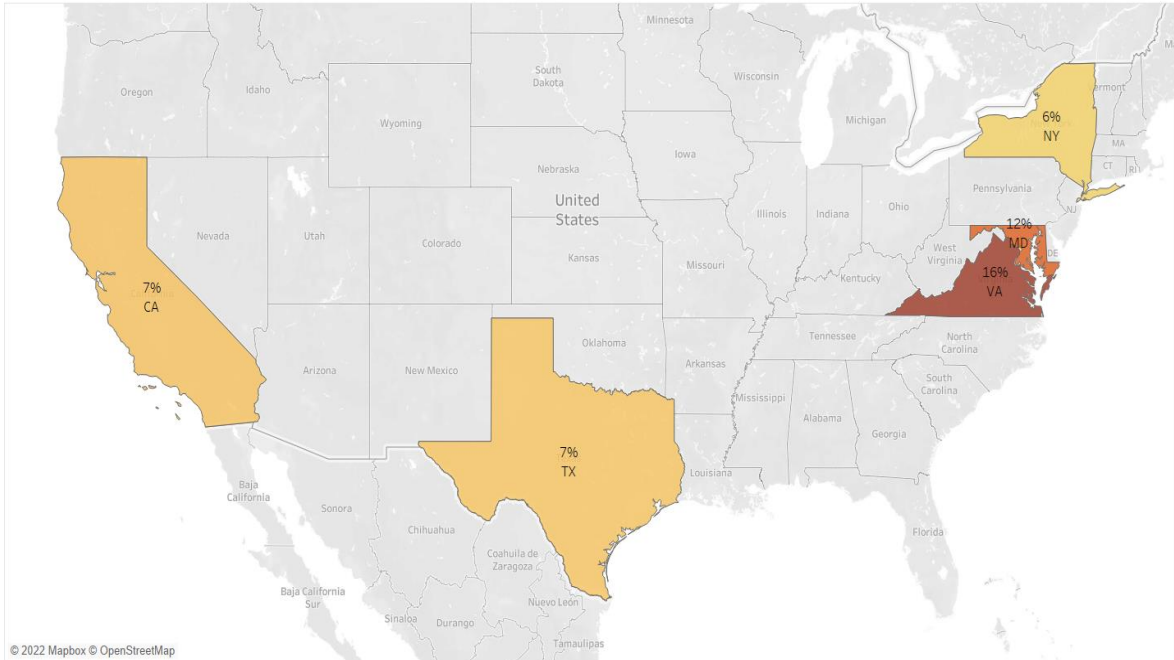 Minnesota
Oregon
Idaho
South
Dakota
Wisconsin
Vermont
Wyoming
Michigan
6%
NY
MA
CT
RI
Iowa
Nebraska
Pennsylvania
NJ
United
States
Nevada
Utah
Colorado
Illinois
Indiana
Ohio
12%
MD
DE
West
Virginia
Kansas
Missouri
Kentucky
16%
VA
7%
CA
Oklahoma
Tennessee
North
Carolina
Arizona
New Mexico
Arkansas
South
Carolina
Mississippi
Alabama
Georgia
7%
TX
Louisiana
Baja
California
Sonora
Chihuahua
Florida
Coahuila de
Zaragoza
Baja California
Sur
Nuevo León
Sinaloa
Durango
Tamaulipas
© 2022 Mapbox © OpenStreetMap